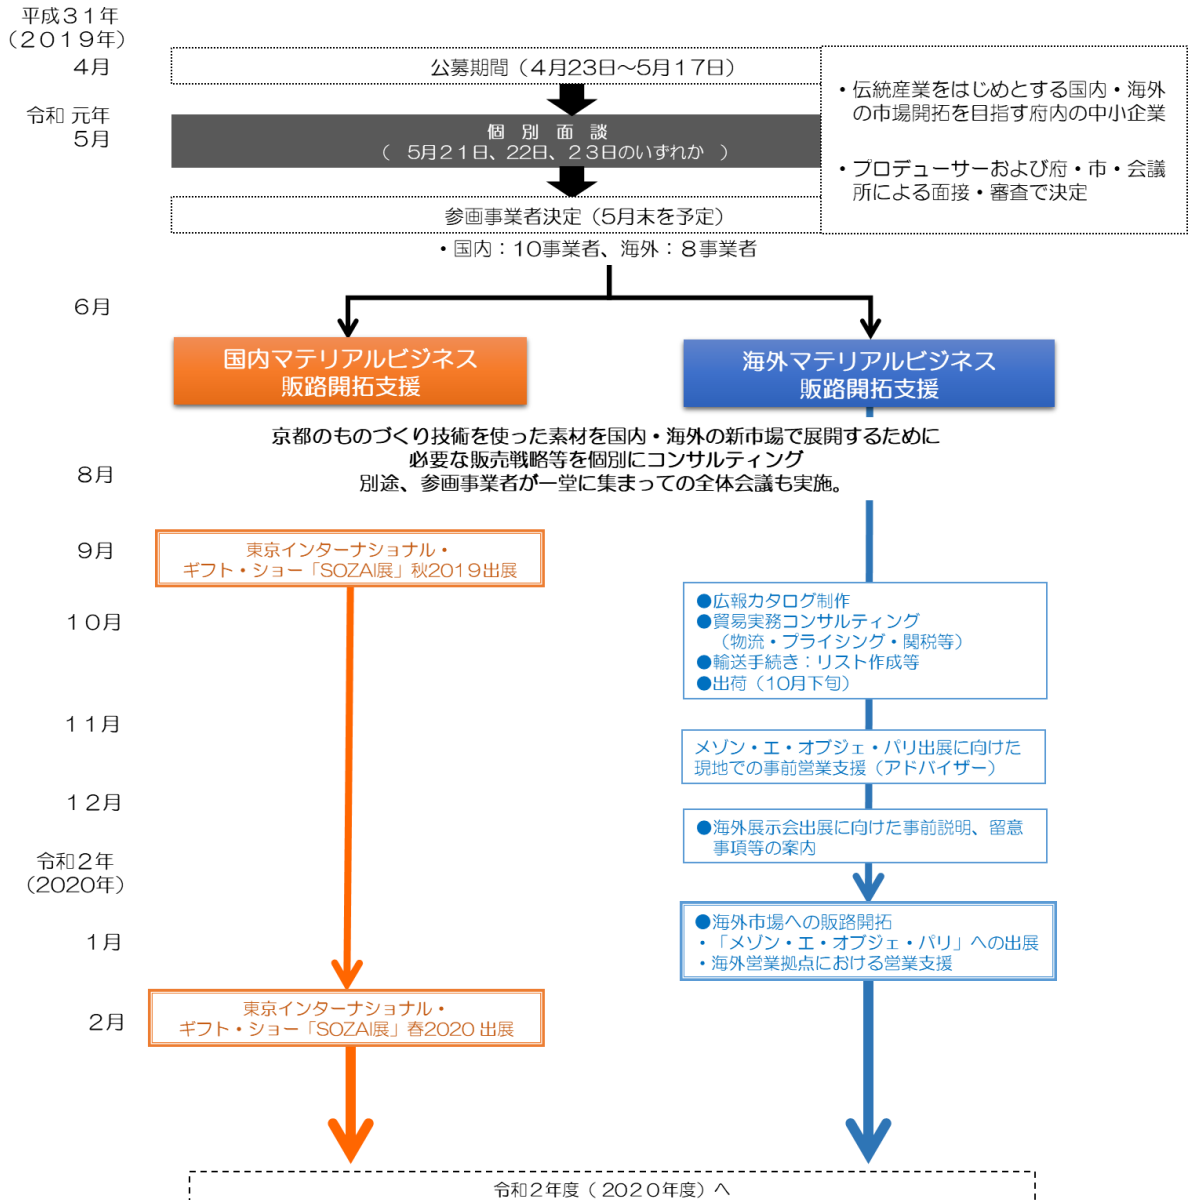 平成３１年
（２０１９年）
４月
公募期間（４月23日～５月17日）
・伝統産業をはじめとする国内・海外
の市場開拓を目指す府内の中小企業
・プロデューサーおよび府・市・会議
所による面接・審査で決定
令和 元年
５月
個　別　面　談
（　５月２１日、22日、２３日のいずれか　）
参画事業者決定（５月末を予定）
・国内：１０事業者、海外：８事業者
６月
国内マテリアルビジネス
販路開拓支援
海外マテリアルビジネス
販路開拓支援
京都のものづくり技術を使った素材を国内・海外の新市場で展開するために
必要な販売戦略等を個別にコンサルティング
別途、参画事業者が一堂に集まっての全体会議も実施。
８月
９月
東京インターナショナル・
ギフト・ショー「SOZAI展」秋2019出展
１０月
●広報カタログ制作
●貿易実務コンサルティング
（物流・プライシング・関税等）
●輸送手続き：リスト作成等
●出荷（10月下旬）
１１月
メゾン・エ・オブジェ・パリ出展に向けた
現地での事前営業支援（アドバイザー）
１２月
●海外展示会出展に向けた事前説明、留意
事項等の案内
令和２年
（2020年）
１月
●海外市場への販路開拓
・「メゾン・エ・オブジェ・パリ」への出展
・海外営業拠点における営業支援
２月
東京インターナショナル・
ギフト・ショー「SOZAI展」春2020 出展
令和２年度（２０２０年度）へ